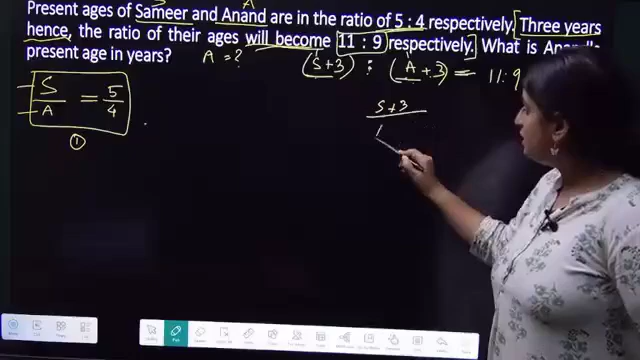 Present ages of Sameer and Anand are in the ratio of 5 : 4 respectively. Three years
hence, the ratio of their ages will become 11 : 9 respectively. What is
present age in years? A = ?
(S+3) : (A+3) = 11:9
S/A = 5/4
①
S+3